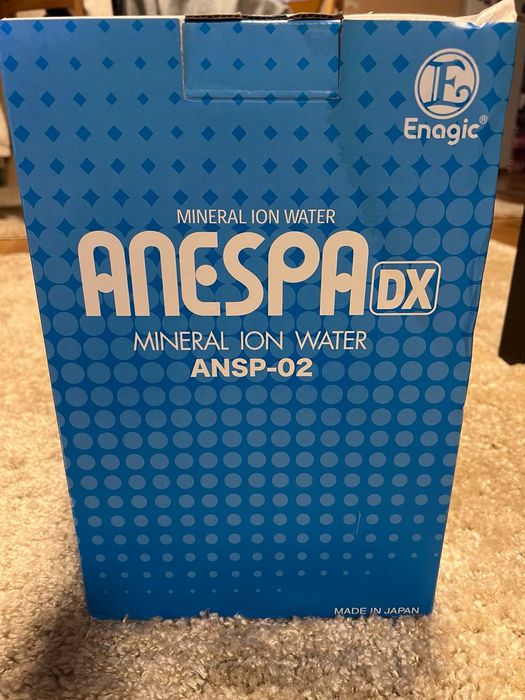 E
Enagic®
MINERAL ION WATER
ANESPA DX
MINERAL ION WATER
ANSP-02
MADE IN JAPAN